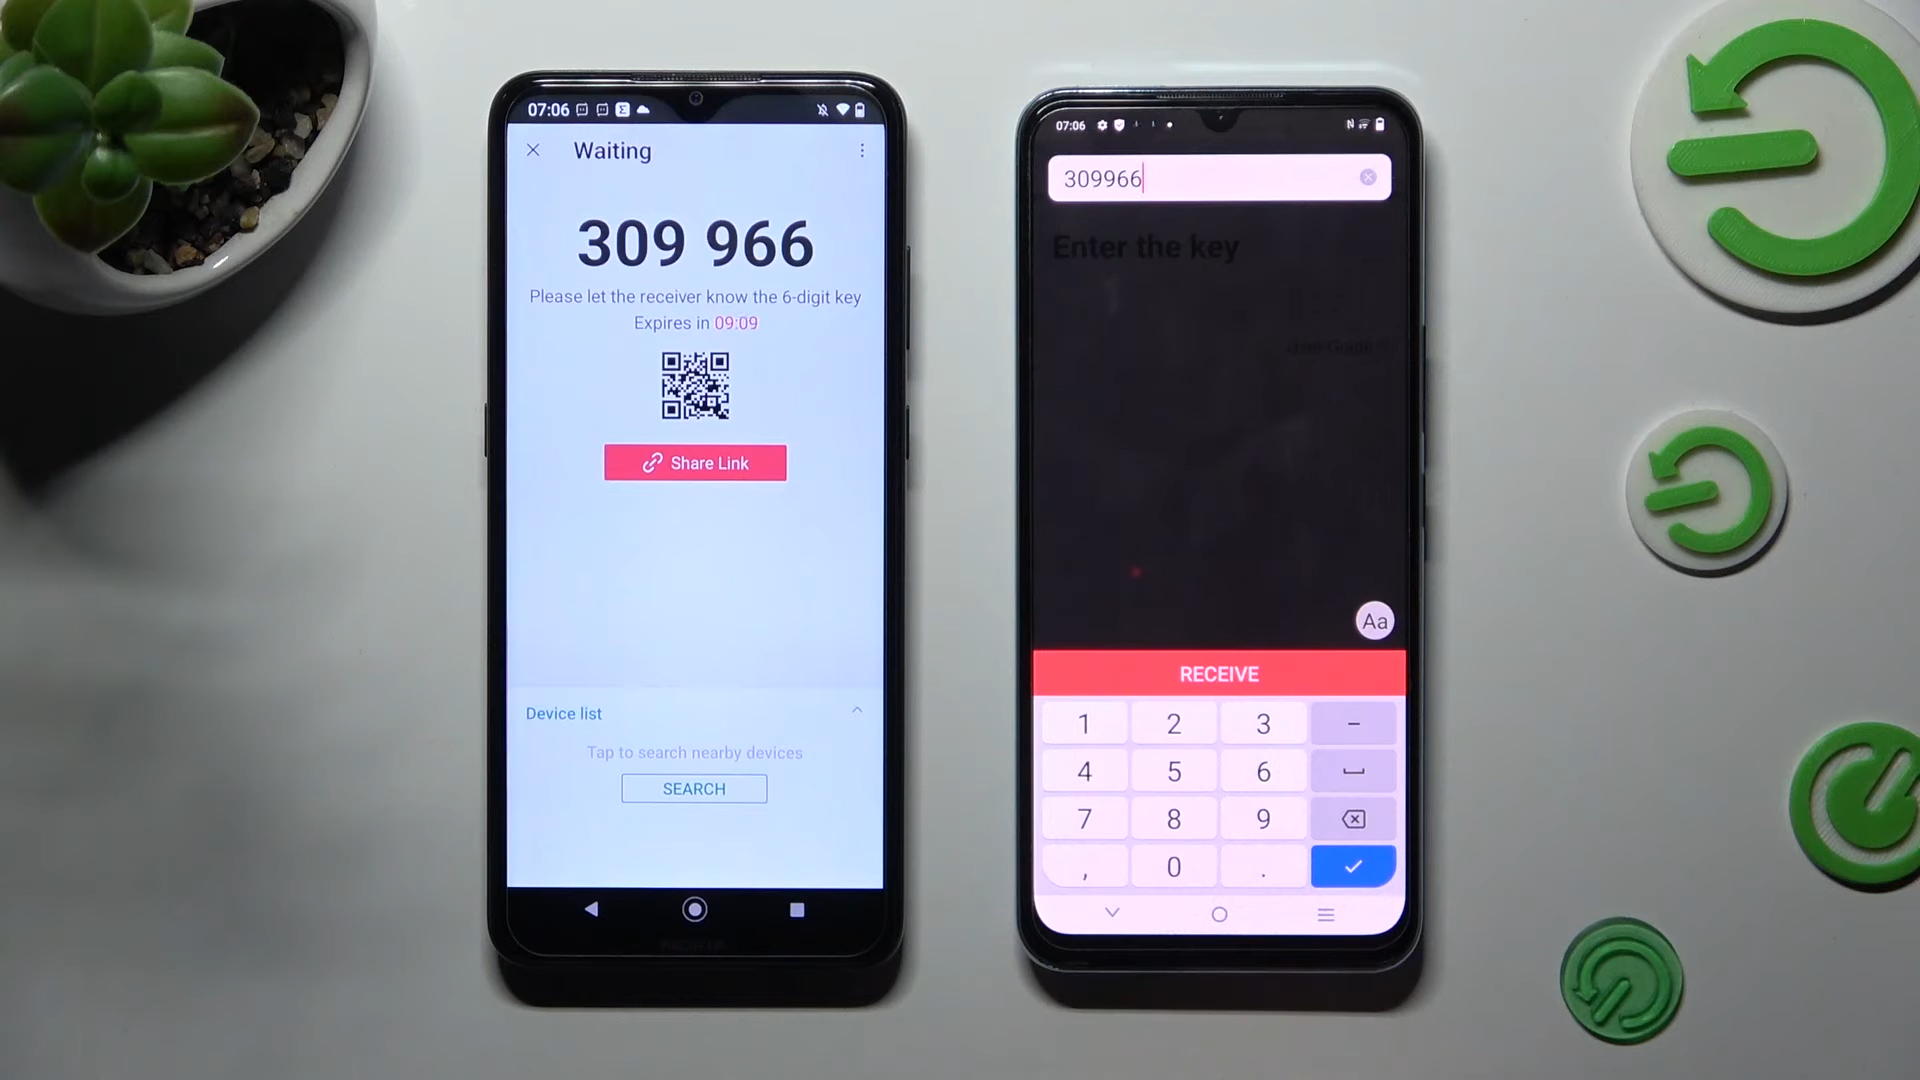 07:06
Waiting
309 966
Please let the receiver know the 6-digit key
Expires in 09:09
Share Link
Device list
Tap to search nearby devices
SEARCH
NOKIA
07:06
309966
Enter the key
Aa
RECEIVE
1 2 3 -
4 5 6
7 8 9
, 0 .